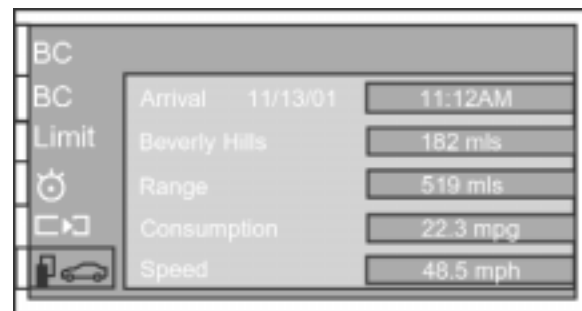 BC
BC
Arrival 11/13/01 11:12AM
Limit
Beverly Hills 182 mls
Range 519 mls
Consumption 22.3 mpg
Speed 48.5 mph